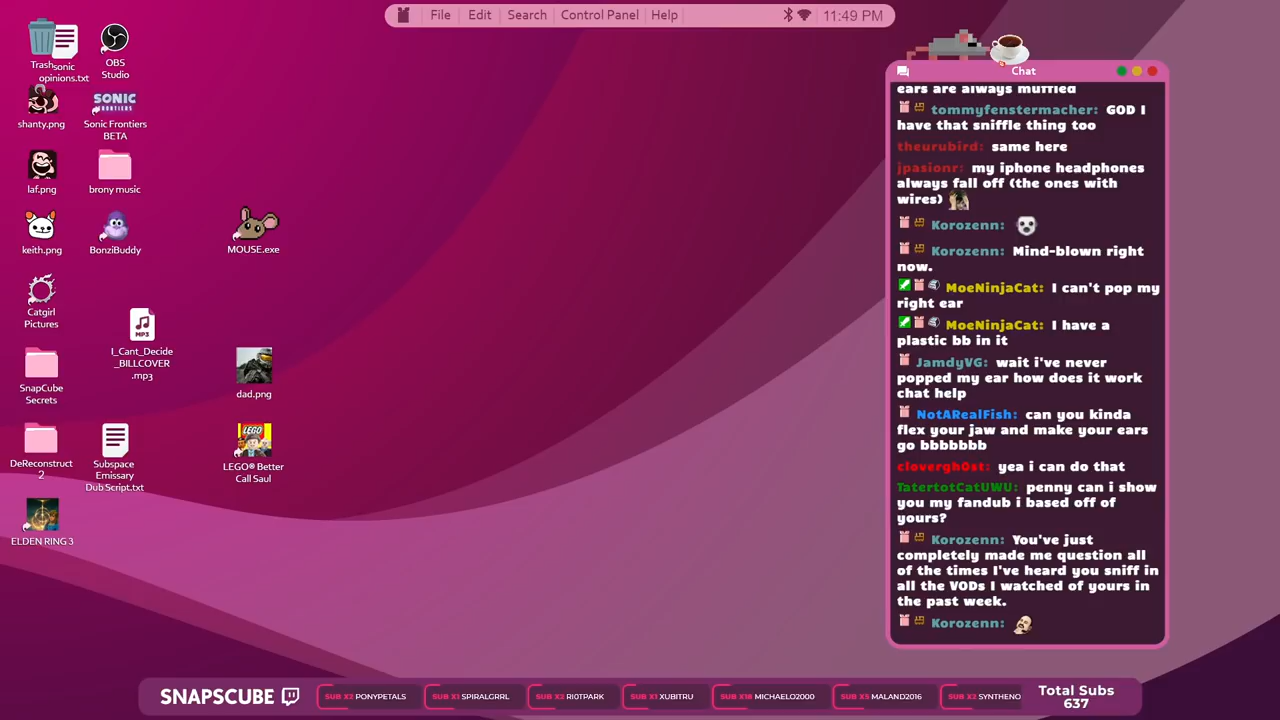 File Edit Search Control Panel Help
11:49 PM
Trash
sonic
opinions.txt
OBS
Studio
shanty.png
SONIC
FRONTIERS
Sonic Frontiers
BETA
laf.png
brony music
keith.png
BonziBuddy
MOUSE.exe
Catgirl
Pictures
MP3
I_Cant_Decide
_BILLCOVER
.mp3
SnapCube
Secrets
dad.png
DeReconstruct
2
Subspace
Emissary
Dub Script.txt
LEGO
LEGO® Better
Call Saul
ELDEN RING 3
Chat
ears are always muffled
tommyfenstermacher: GOD I
have that sniffle thing too
theurubird: same here
jpasionr: my iphone headphones
always fall off (the ones with
wires)
Korozenn:
Korozenn: Mind-blown right
now.
MoeNinjaCat: I can't pop my
right ear
MoeNinjaCat: I have a
plastic bb in it
JamdyVG: wait i've never
popped my ear how does it work
chat help
NotARealFish: can you kinda
flex your jaw and make your ears
go bbbbbbb
clovergh0st: yea i can do that
TatertotCatUWU: penny can i show
you my fandub i based off of
yours?
Korozenn: You've just
completely made me question all
of the times I've heard you sniff in
all the VODs I watched of yours in
the past week.
Korozenn:
SNAPSCUBE
SUB X2 PONYPETALS
SUB X1 SPIRALGRRL
SUB X2 RI0TPARK
SUB X1 XUBITRU
SUB X18 MICHAELO2000
SUB X5 MALAND2016
SUB X2 SYNTHENO
Total Subs
637